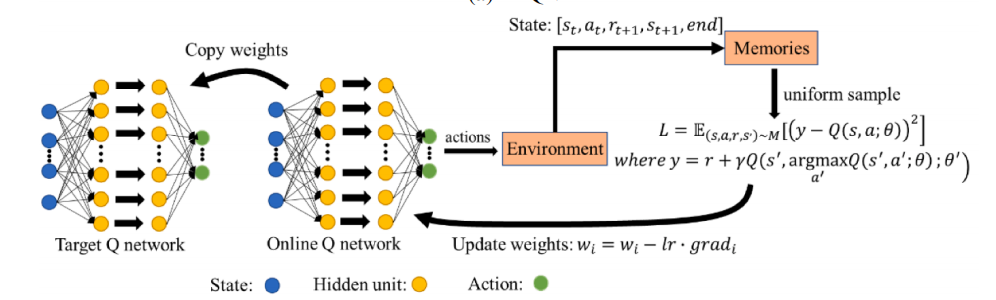 State: [s_t, a_t, r_{t+1}, s_{t+1}, end]
Copy weights
Memories
uniform sample
L = 𝔼_{(s,a,r,s')~M}[(y − Q(s, a; θ))^2]
actions
Environment
where y = r + γQ(s′, argmax_{a′} Q(s′, a′; θ) ; θ′)
Target Q network
Online Q network
Update weights: w_i = w_i − lr · grad_i
State:
Hidden unit:
Action: